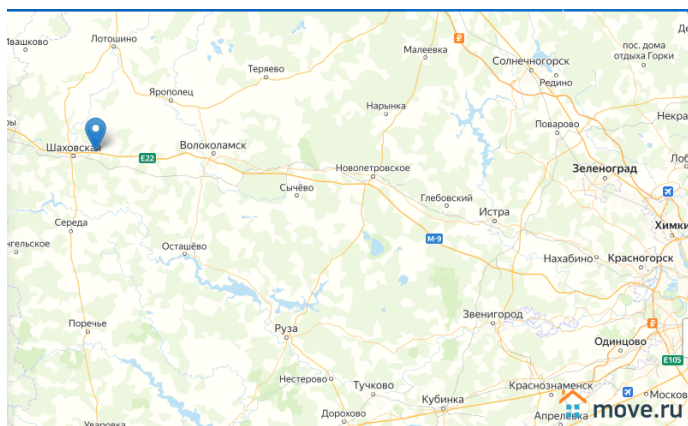 Ивашково
Лотошино
Малеевка
₽
Солнечногорск
пос. дома
отдыха Горки
Теряево
Редино
Ярополец
Нарынка
Некра
Поварово
Шаховская
E22
Волоколамск
Новопетровское
Зеленоград
Сычёво
Глебовский
Истра
Химки
Середа
М-9
Осташёво
Нахабино
Красногорск
Звенигород
Поречье
Руза
₽
Одинцово
E105
Нестерово
Тучково
Краснознаменск
Москов
Кубинка
Дорохово
Апрелевка
Уваровка
move.ru